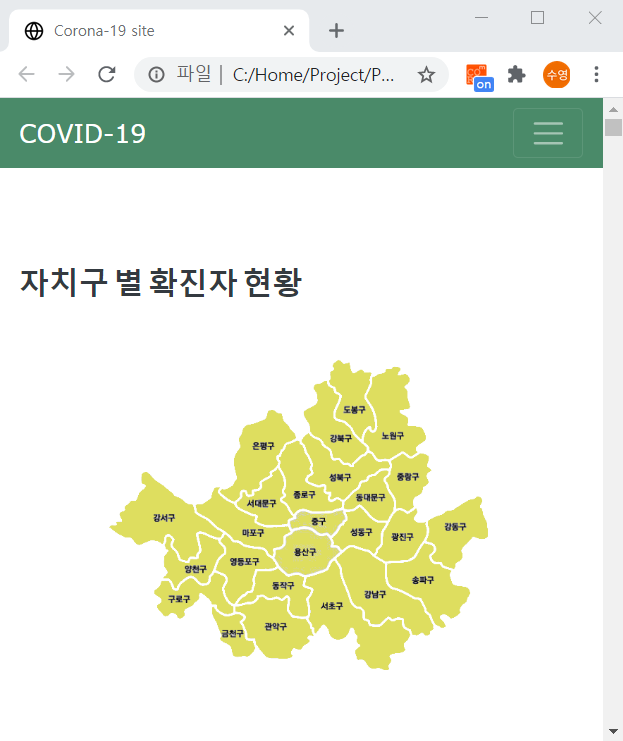 Corona-19 site
파일 | C:/Home/Project/P...
on
수영
COVID-19
자치구 별 확진자 현황
도봉구
강북구
노원구
은평구
성북구
중랑구
종로구
동대문구
서대문구
강서구
중구
강동구
마포구
성동구
광진구
용산구
영등포구
양천구
송파구
동작구
강남구
구로구
서초구
관악구
금천구